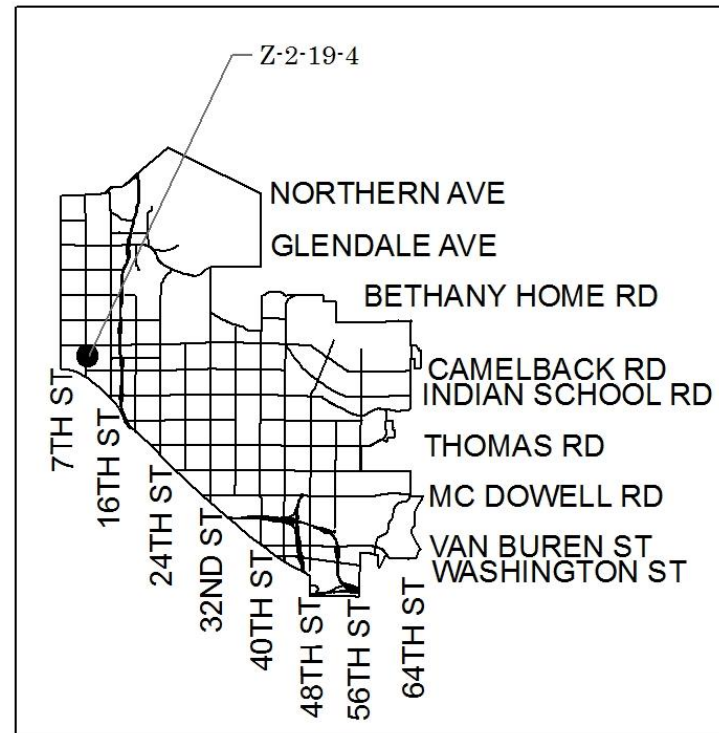 Z-2-19-4
NORTHERN AVE
GLENDALE AVE
BETHANY HOME RD
CAMELBACK RD
INDIAN SCHOOL RD
THOMAS RD
MC DOWELL RD
VAN BUREN ST
WASHINGTON ST
7TH ST
16TH ST
24TH ST
32ND ST
40TH ST
48TH ST
56TH ST
64TH ST